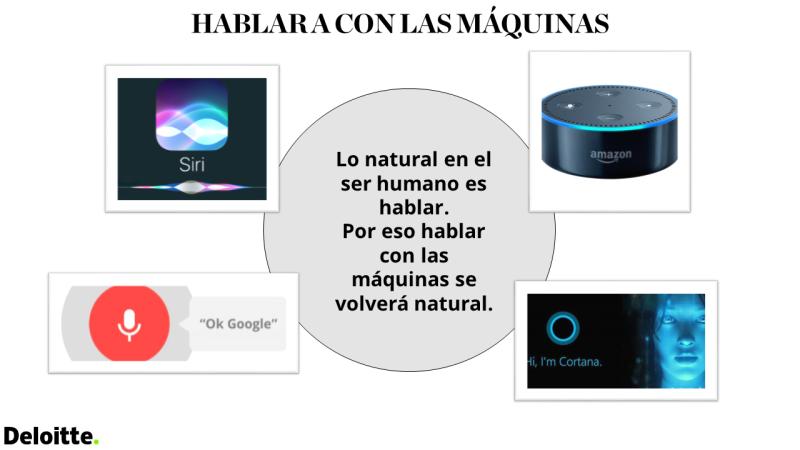 HABLAR A CON LAS MÁQUINAS
Siri
amazon
Lo natural en el
ser humano es
hablar.
Por eso hablar
con las
máquinas se
volverá natural.
“Ok Google”
Hi, I'm Cortana.
Deloitte.